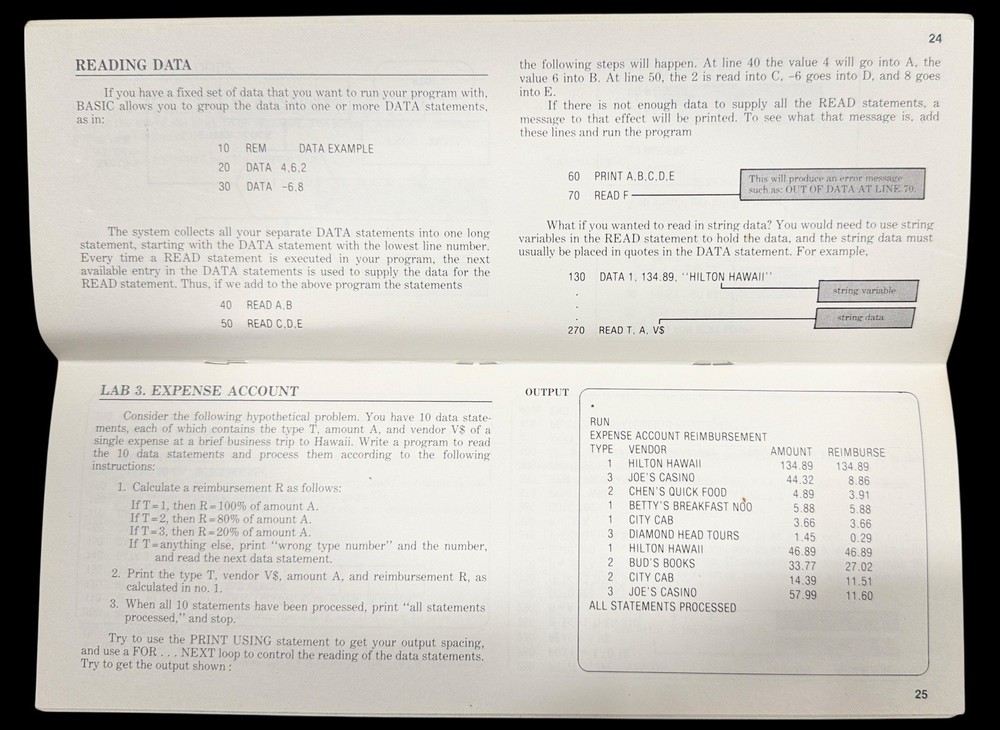 24
READING DATA
If you have a fixed set of data that you want to run your program with,
BASIC allows you to group the data into one or more DATA statements,
as in:
10 REM DATA EXAMPLE
20 DATA 4,6,2
30 DATA -6,8
The system collects all your separate DATA statements into one long
statement, starting with the DATA statement with the lowest line number.
Every time a READ statement is executed in your program, the next
available entry in the DATA statements is used to supply the data for the
READ statement. Thus, if we add to the above program the statements
40 READ A,B
50 READ C,D,E
the following steps will happen. At line 40 the value 4 will go into A, the
value 6 into B. At line 50, the 2 is read into C, -6 goes into D, and 8 goes
into E.
If there is not enough data to supply all the READ statements, a
message to that effect will be printed. To see what that message is, add
these lines and run the program
60 PRINT A,B,C,D,E
70 READ F
This will produce an error message
such as: OUT OF DATA AT LINE 70.
What if you wanted to read in string data? You would need to use string
variables in the READ statement to hold the data, and the string data must
usually be placed in quotes in the DATA statement. For example,
130 DATA 1, 134.89, "HILTON HAWAII"
string variable
.
.
.
string data
270 READ T, A, V$
LAB 3. EXPENSE ACCOUNT
Consider the following hypothetical problem. You have 10 data state-
ments, each of which contains the type T, amount A, and vendor V$ of a
single expense at a brief business trip to Hawaii. Write a program to read
the 10 data statements and process them according to the following
instructions:
1. Calculate a reimbursement R as follows:
If T=1, then R=100% of amount A.
If T=2, then R=80% of amount A.
If T=3, then R=20% of amount A.
If T=anything else, print "wrong type number" and the number,
and read the next data statement.
2. Print the type T, vendor V$, amount A, and reimbursement R, as
calculated in no. 1.
3. When all 10 statements have been processed, print "all statements
processed," and stop.
Try to use the PRINT USING statement to get your output spacing,
and use a FOR . . . NEXT loop to control the reading of the data statements.
Try to get the output shown :
OUTPUT
*
RUN
EXPENSE ACCOUNT REIMBURSEMENT
TYPE VENDOR AMOUNT REIMBURSE
1 HILTON HAWAII 134.89 134.89
3 JOE'S CASINO 44.32 8.86
2 CHEN'S QUICK FOOD 4.89 3.91
1 BETTY'S BREAKFAST NOO 5.88 5.88
1 CITY CAB 3.66 3.66
3 DIAMOND HEAD TOURS 1.45 0.29
1 HILTON HAWAII 46.89 46.89
2 BUD'S BOOKS 33.77 27.02
2 CITY CAB 14.39 11.51
3 JOE'S CASINO 57.99 11.60
ALL STATEMENTS PROCESSED
25